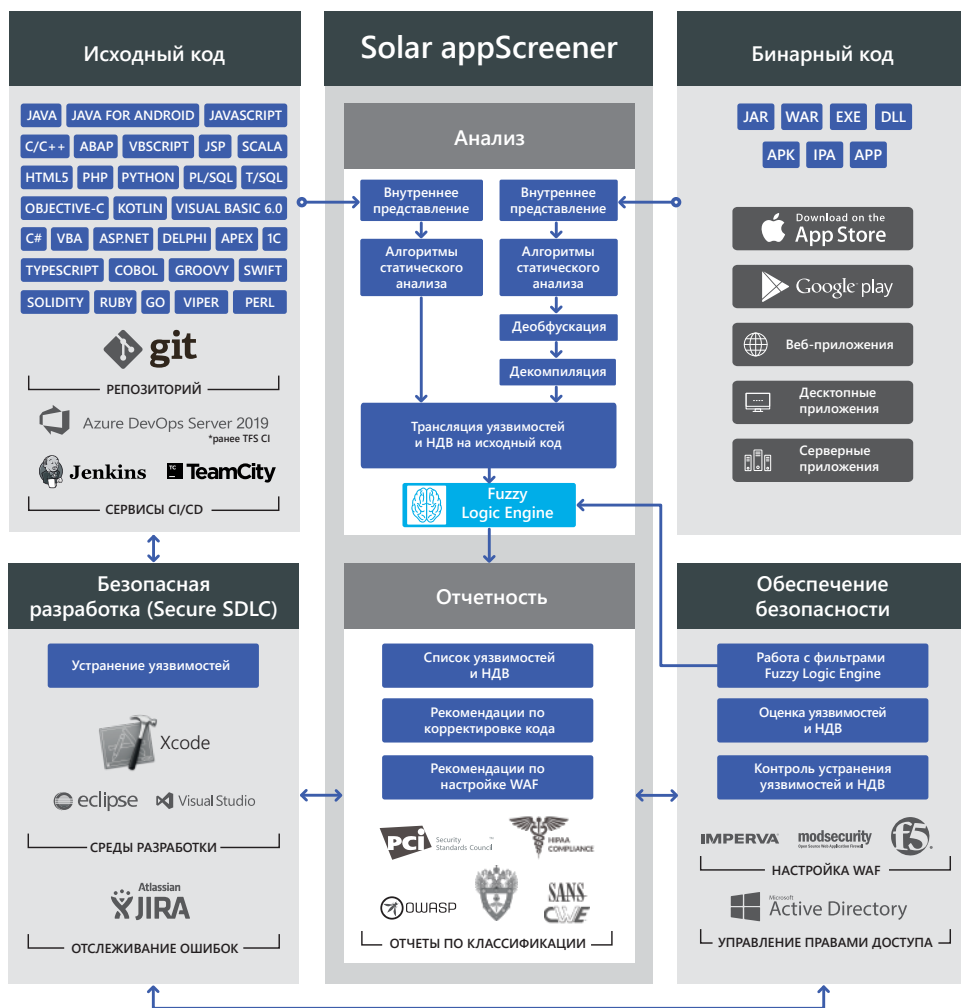 Исходный код
JAVA
JAVA FOR ANDROID
JAVASCRIPT
C/C++
ABAP
VBSCRIPT
JSP
SCALA
HTML5
PHP
PYTHON
PL/SQL
T/SQL
OBJECTIVE-C
KOTLIN
VISUAL BASIC 6.0
C#
VBA
ASP.NET
DELPHI
APEX
1C
TYPESCRIPT
COBOL
GROOVY
SWIFT
SOLIDITY
RUBY
GO
VIPER
PERL
git
РЕПОЗИТОРИЙ
Azure DevOps Server 2019
*ранее TFS CI
Jenkins
TC
TeamCity
СЕРВИСЫ CI/CD
Solar appScreener
Анализ
Внутреннее
представление
Алгоритмы
статического
анализа
Внутреннее
представление
Алгоритмы
статического
анализа
Деобфускация
Декомпиляция
Трансляция уязвимостей
и НДВ на исходный код
Fuzzy
Logic Engine
Бинарный код
JAR
WAR
EXE
DLL
APK
IPA
APP
Download on the
App Store
Google play
Веб-приложения
Десктопные
приложения
Серверные
приложения
Безопасная
разработка (Secure SDLC)
Устранение уязвимостей
Xcode
eclipse
Visual Studio
СРЕДЫ РАЗРАБОТКИ
Atlassian
JIRA
ОТСЛЕЖИВАНИЕ ОШИБОК
Отчетность
Список уязвимостей
и НДВ
Рекомендации по
корректировке кода
Рекомендации по
настройке WAF
PCI
Security
Standards Council
™
HIPAA
COMPLIANCE
OWASP
SANS
CWE
ОТЧЕТЫ ПО КЛАССИФИКАЦИИ
Обеспечение
безопасности
Работа с фильтрами
Fuzzy Logic Engine
Оценка уязвимостей
и НДВ
Контроль устранения
уязвимостей и НДВ
IMPERVA
modsecurity
Open Source Web Application Firewall
f5
НАСТРОЙКА WAF
Microsoft
Active Directory
УПРАВЛЕНИЕ ПРАВАМИ ДОСТУПА